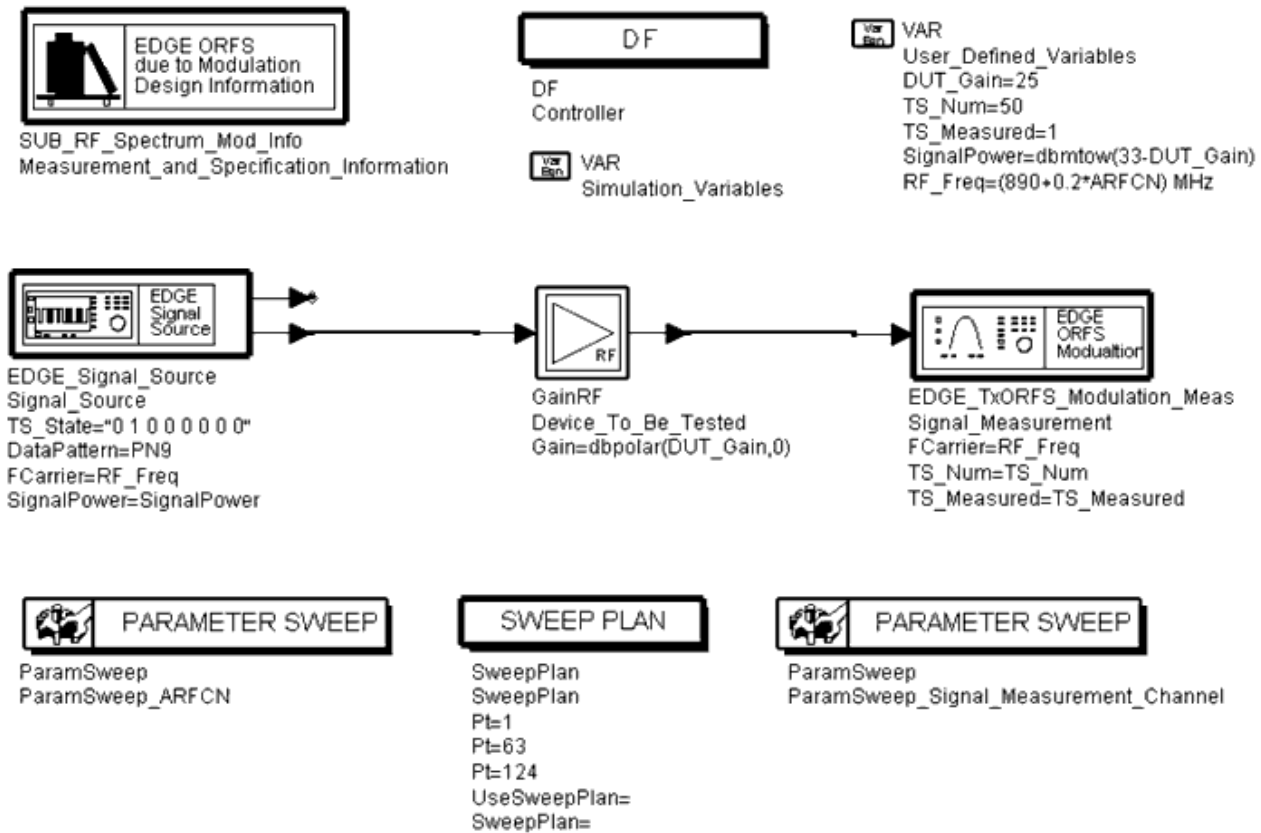 EDGE ORFS
due to Modulation
Design Information
SUB_RF_Spectrum_Mod_Info
Measurement_and_Specification_Information
DF
DF
Controller
Var
Eqn
VAR
Simulation_Variables
Var
Eqn
VAR
User_Defined_Variables
DUT_Gain=25
TS_Num=50
TS_Measured=1
SignalPower=dbmtow(33-DUT_Gain)
RF_Freq=(890+0.2*ARFCN) MHz
EDGE
Signal
Source
EDGE_Signal_Source
Signal_Source
TS_State="0 1 0 0 0 0 0 0"
DataPattern=PN9
FCarrier=RF_Freq
SignalPower=SignalPower
RF
GainRF
Device_To_Be_Tested
Gain=dbpolar(DUT_Gain,0)
EDGE
ORFS
Modualtion
EDGE_TxORFS_Modulation_Meas
Signal_Measurement
FCarrier=RF_Freq
TS_Num=TS_Num
TS_Measured=TS_Measured
PARAMETER SWEEP
ParamSweep
ParamSweep_ARFCN
SWEEP PLAN
SweepPlan
SweepPlan
Pt=1
Pt=63
Pt=124
UseSweepPlan=
SweepPlan=
PARAMETER SWEEP
ParamSweep
ParamSweep_Signal_Measurement_Channel